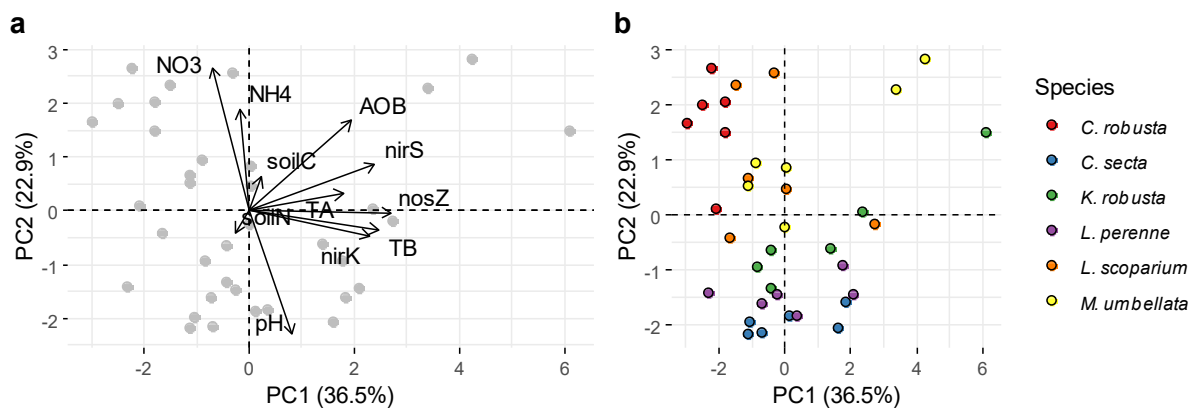 a
b
3
2
1
0
-1
-2
NO3
NH4
AOB
soilC
nirS
nosZ
TA
soilN
nirK
TB
pH
-2
0
2
4
6
PC1 (36.5%)
PC2 (22.9%)
3
2
1
0
-1
-2
-2
0
2
4
6
PC1 (36.5%)
PC2 (22.9%)
Species
C. robusta
C. secta
K. robusta
L. perenne
L. scoparium
M. umbellata